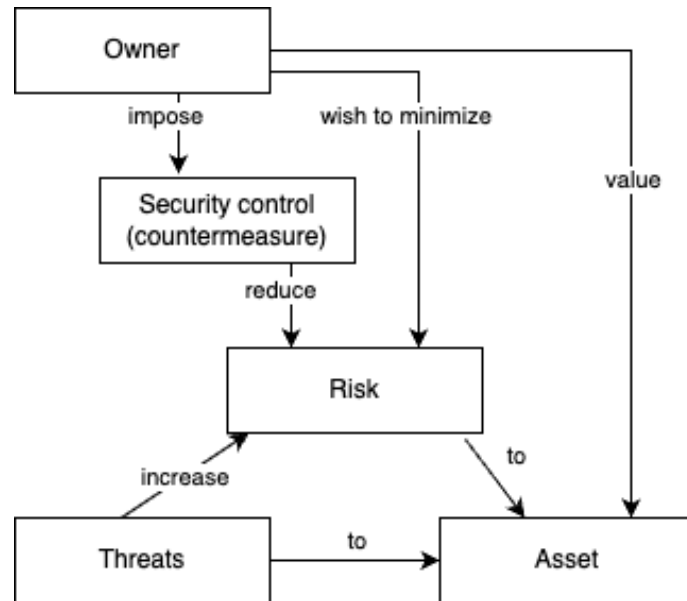 Owner
impose
wish to minimize
value
Security control
(countermeasure)
reduce
Risk
increase
to
Threats
to
Asset